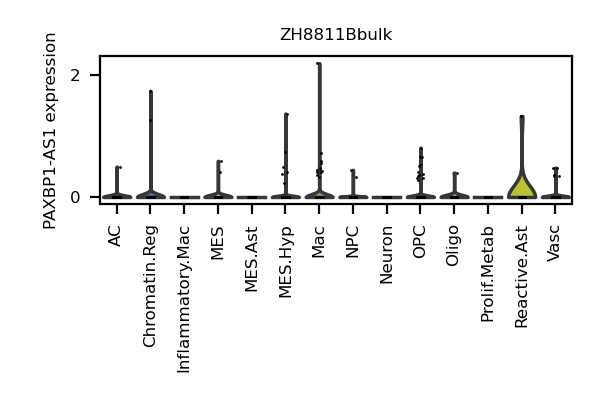 ZH8811Bbulk
PAXBP1-AS1 expression
2
0
AC
Chromatin.Reg
Inflammatory.Mac
MES
MES.Ast
MES.Hyp
Mac
NPC
Neuron
OPC
Oligo
Prolif.Metab
Reactive.Ast
Vasc